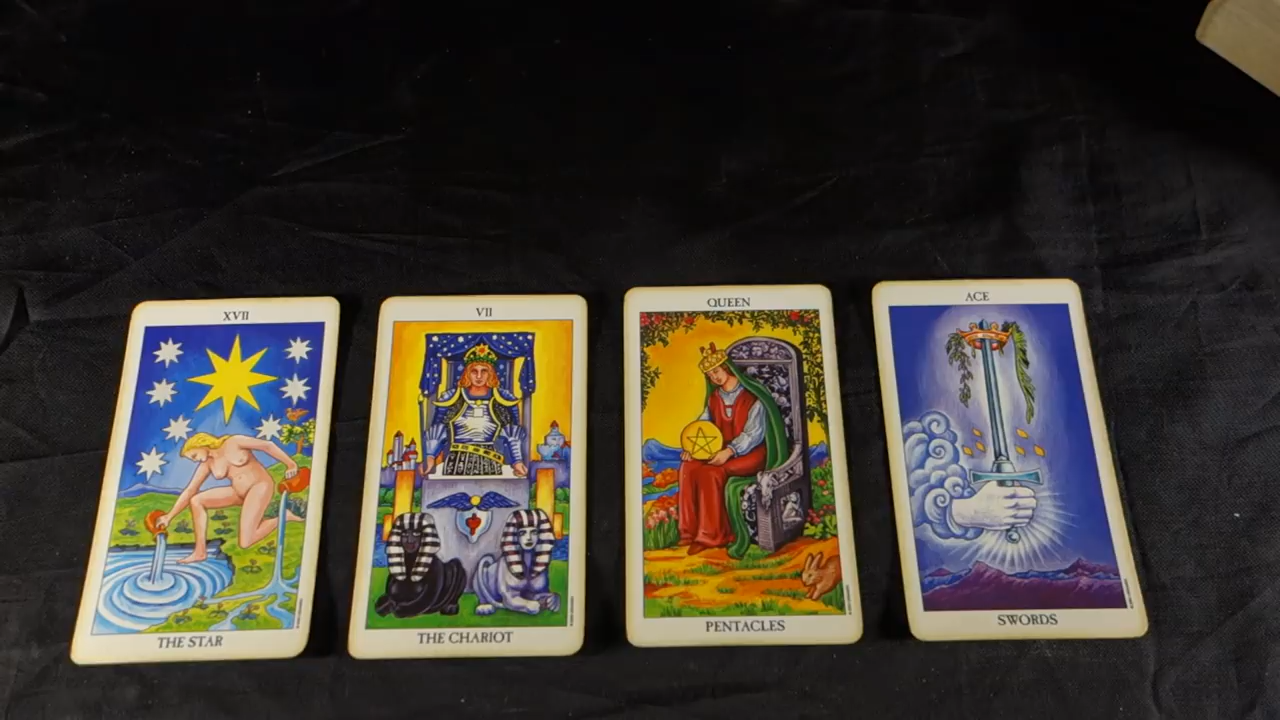 XVII
THE STAR
VII
THE CHARIOT
QUEEN
PENTACLES
ACE
SWORDS